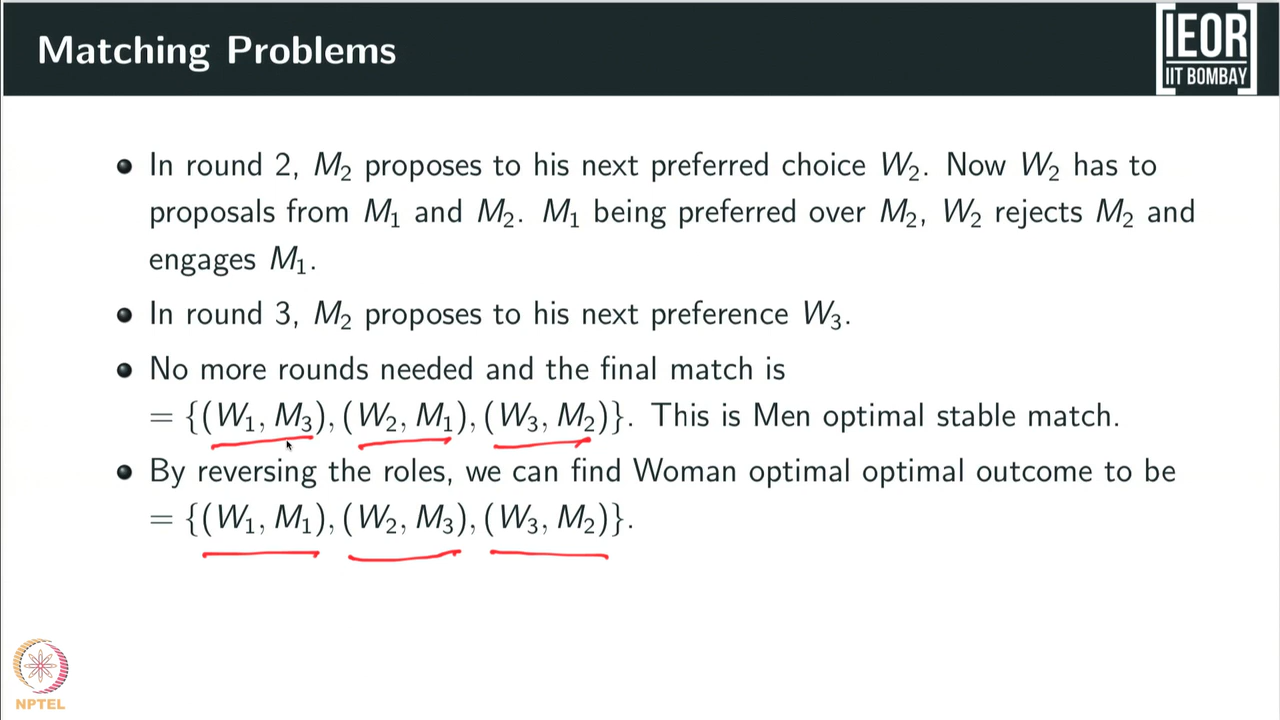 Matching Problems
IEOR
IIT BOMBAY
In round 2, M₂ proposes to his next preferred choice W₂. Now W₂ has to
proposals from M₁ and M₂. M₁ being preferred over M₂, W₂ rejects M₂ and
engages M₁.
In round 3, M₂ proposes to his next preference W₃.
No more rounds needed and the final match is
= {(W₁, M₃), (W₂, M₁), (W₃, M₂)}. This is Men optimal stable match.
By reversing the roles, we can find Woman optimal optimal outcome to be
= {(W₁, M₁), (W₂, M₃), (W₃, M₂)}.
NPTEL